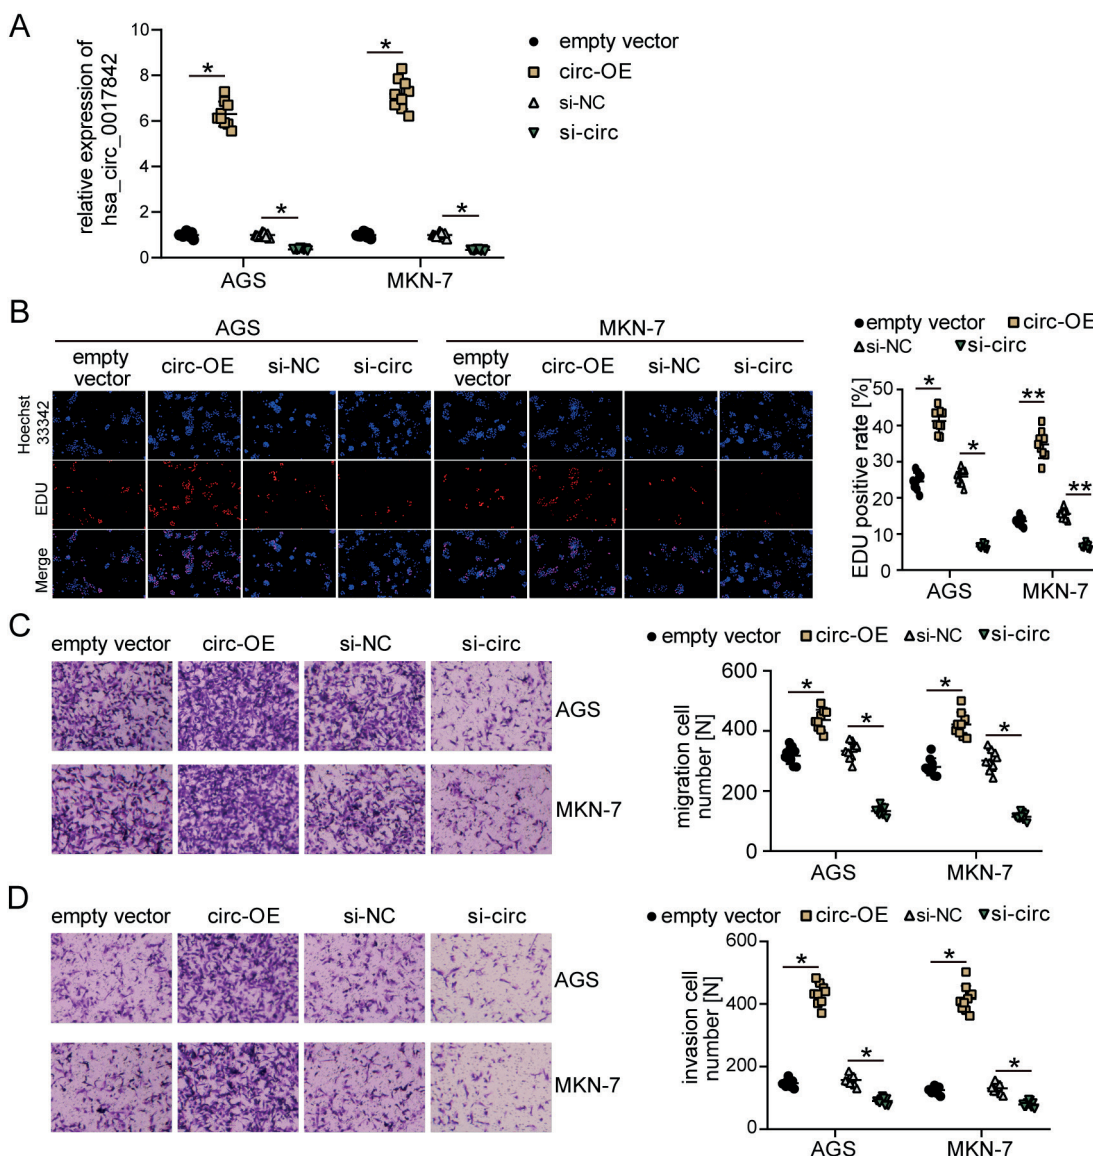 A
relative expression of
hsa_circ_0017842
10
8
6
4
2
0
*
*
*
*
AGS
MKN-7
empty vector
circ-OE
si-NC
si-circ
B
AGS
MKN-7
empty vector
circ-OE
si-NC
si-circ
empty vector
circ-OE
si-NC
si-circ
Hoechst 33342
EDU
Merge
empty vector
circ-OE
si-NC
si-circ
EDU positive rate [%]
50
40
30
20
10
0
*
*
**
**
AGS
MKN-7
C
empty vector
circ-OE
si-NC
si-circ
AGS
MKN-7
empty vector
circ-OE
si-NC
si-circ
migration cell
number [N]
600
400
200
0
*
*
*
*
AGS
MKN-7
D
empty vector
circ-OE
si-NC
si-circ
AGS
MKN-7
empty vector
circ-OE
si-NC
si-circ
invasion cell
number [N]
600
400
200
0
*
*
*
*
AGS
MKN-7